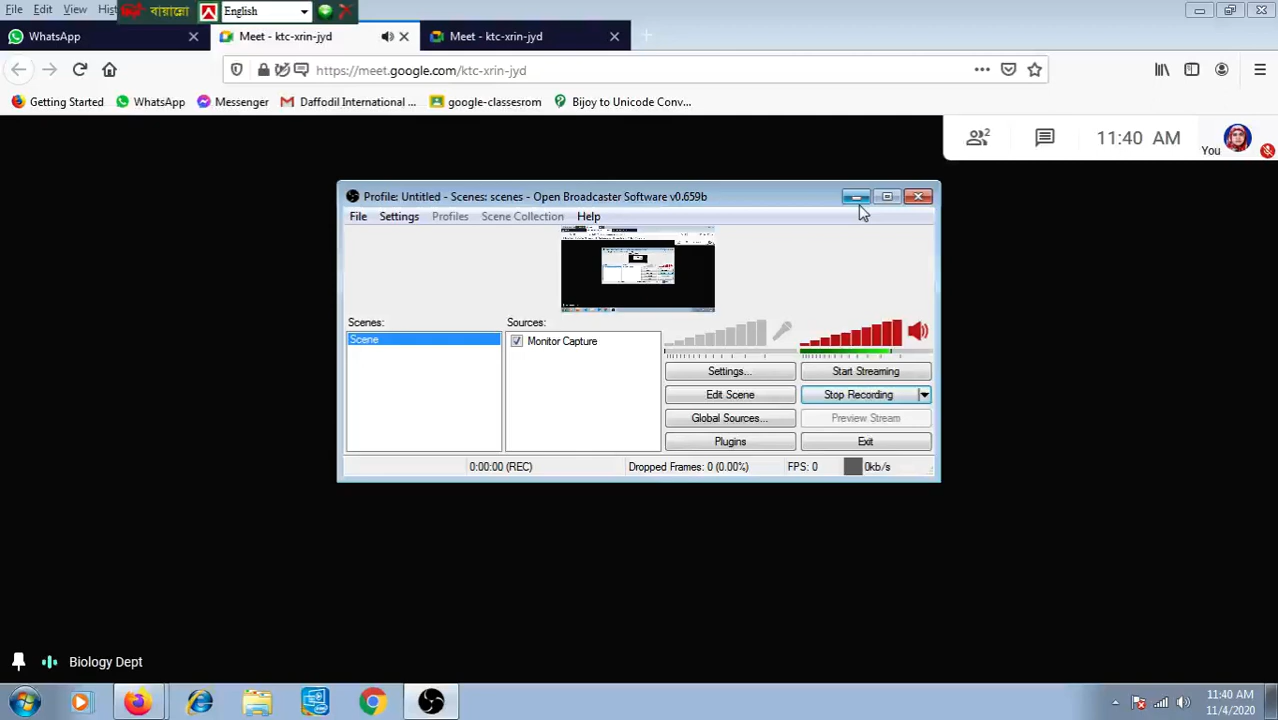 File Edit View His বায়ান্নো English
WhatsApp Meet - ktc-xrin-jyd Meet - ktc-xrin-jyd
https://meet.google.com/ktc-xrin-jyd
Getting Started WhatsApp Messenger Daffodil International ... google-classesrom Bijoy to Unicode Conv...
2 11:40 AM You
Profile: Untitled - Scenes: scenes - Open Broadcaster Software v0.659b
File Settings Profiles Scene Collection Help
Scenes: Sources:
Scene Monitor Capture
Settings... Start Streaming
Edit Scene Stop Recording
Global Sources... Preview Stream
Plugins Exit
0:00:00 (REC) Dropped Frames: 0 (0.00%) FPS: 0 0kb/s
Biology Dept
11:40 AM
11/4/2020